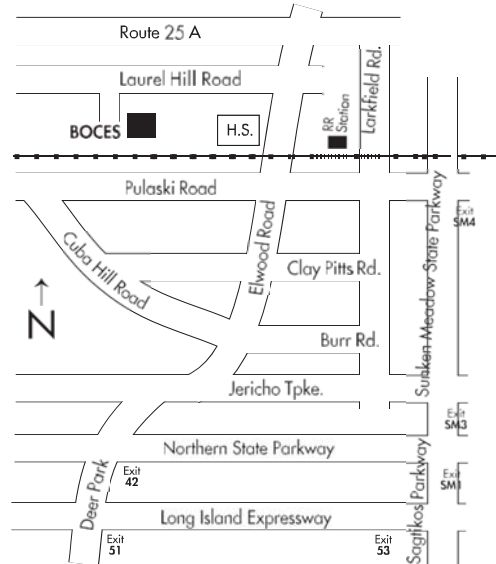 Route 25 A
Laurel Hill Road
Larkfield Rd.
BOCES
H.S.
RR
Station
Pulaski Road
Exit
SM4
Sunken Meadow State Parkway
Elwood Road
Cuba Hill Road
Clay Pitts Rd.
N
Burr Rd.
Jericho Tpke.
Exit
SM3
Northern State Parkway
Sagtikos Parkway
Exit
42
Exit
SM1
Deer Park
Long Island Expressway
Exit
51
Exit
53